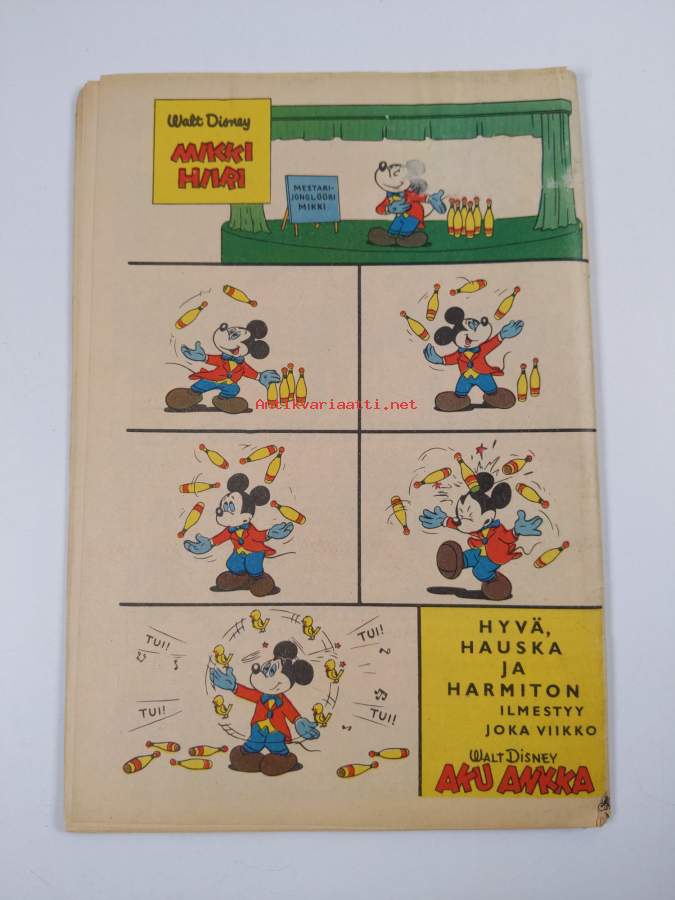 Walt Disney
MIKKI
HIIRI
MESTARI-
JONGLÖÖRI
MIKKI
Antikvariaatti.net
TUI!
TUI!
TUI!
TUI!
HYVÄ,
HAUSKA
JA
HARMITON
ILMESTYY
JOKA VIIKKO
WALT DISNEY
AKU ANKKA